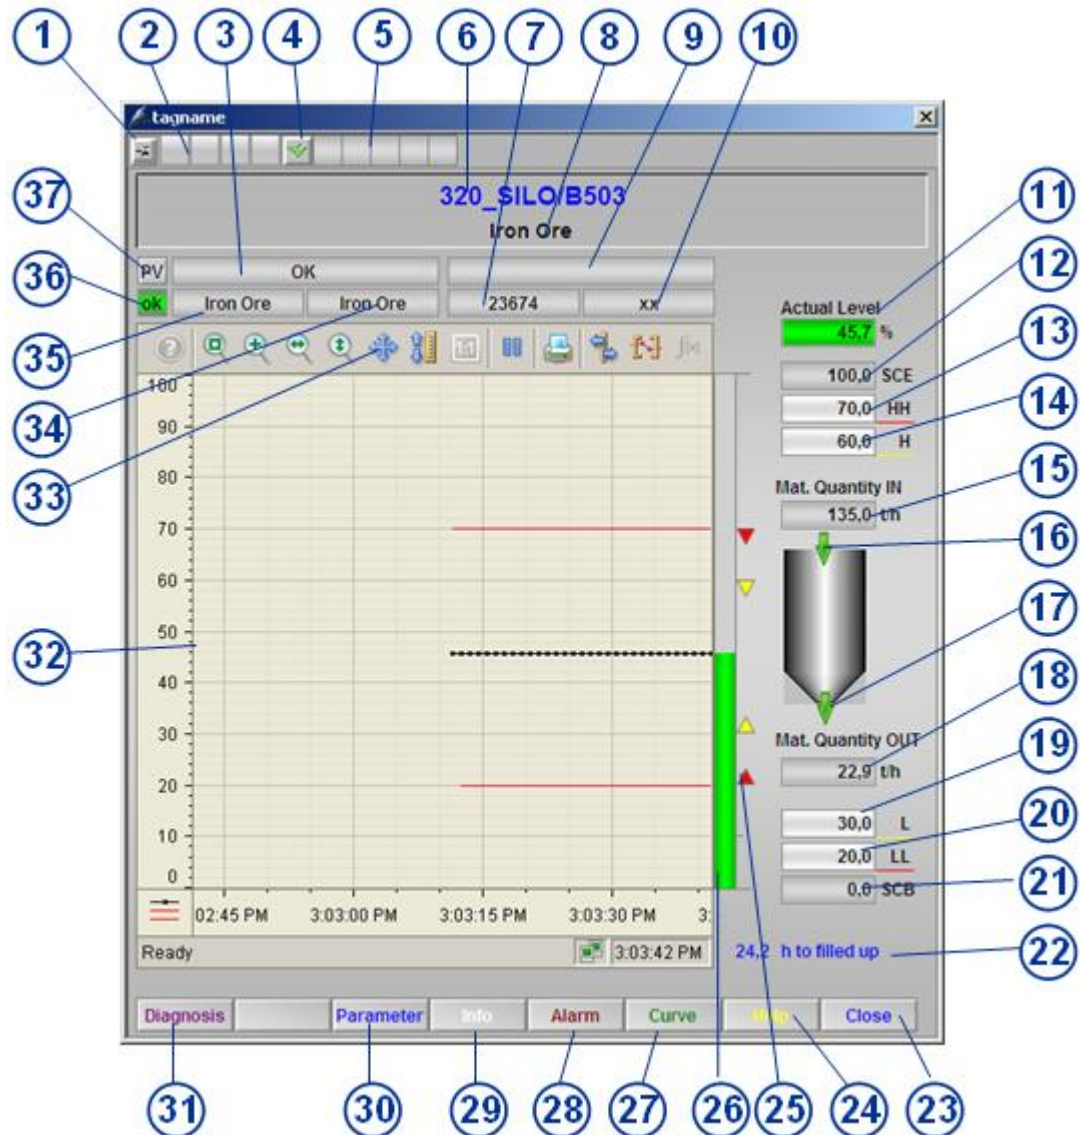 1 2 3 4 5 6 7 8 9 10
tagname
320_SILO/B503
Iron Ore
37
PV OK
36
ok Iron Ore Iron Ore 23674 xx
35
34
33
32
100
90
80
70
60
50
40
30
20
10
0
02:45 PM 3:03:00 PM 3:03:15 PM 3:03:30 PM 3:
Ready 3:03:42 PM
11
Actual Level
45,7 %
12
100,0 SCE
13
70,0 HH
14
60,0 H
15
Mat. Quantity IN
135,0 t/h
16
17
18
Mat. Quantity OUT
22,9 t/h
19
30,0 L
20
20,0 LL
21
0,0 SCB
24,2 h to filled up
22
Diagnosis Parameter Info Alarm Curve Help Close
31 30 29 28 27 26 25 24 23